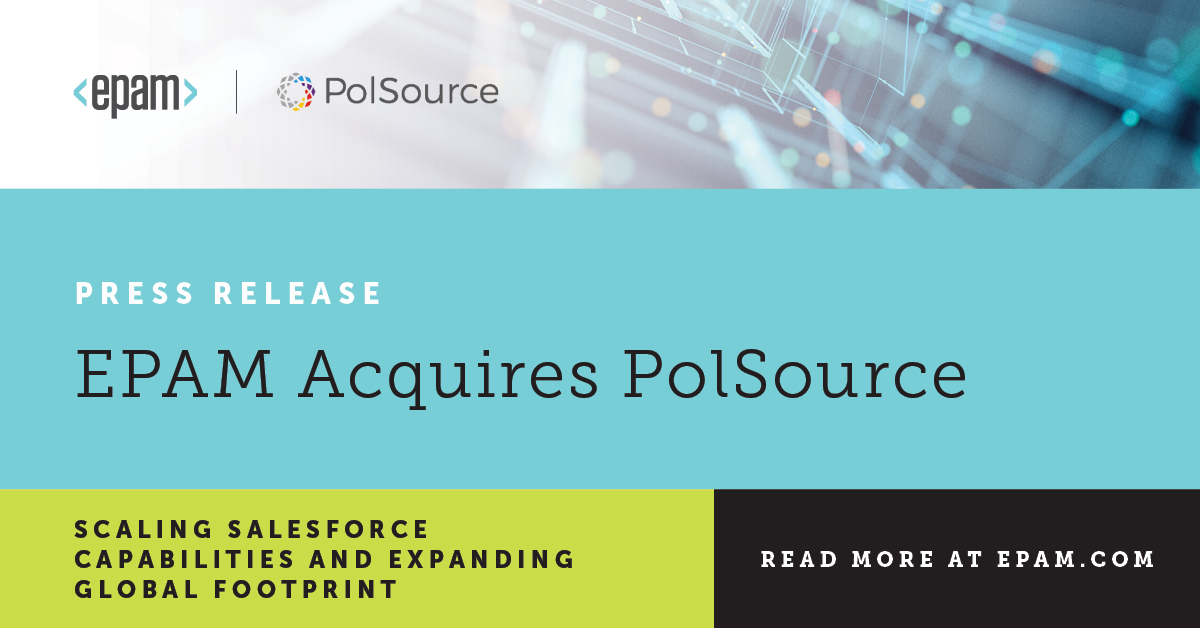 <epam>
PolSource
PRESS RELEASE
EPAM Acquires PolSource
SCALING SALESFORCE
CAPABILITIES AND EXPANDING
GLOBAL FOOTPRINT
READ MORE AT EPAM.COM